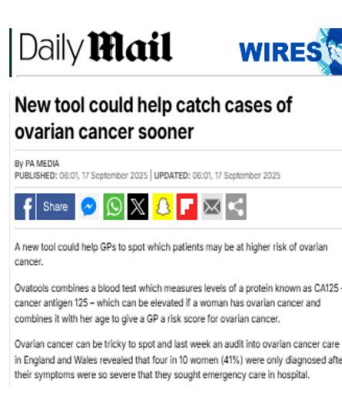 Daily Mail
WIRES
New tool could help catch cases of
ovarian cancer sooner
By PA MEDIA
PUBLISHED: 06:01, 17 September 2025 | UPDATED: 06:01, 17 September 2025
f Share
A new tool could help GPs to spot which patients may be at higher risk of ovarian
cancer.
Ovatools combines a blood test which measures levels of a protein known as CA125 -
cancer antigen 125 – which can be elevated if a woman has ovarian cancer and
combines it with her age to give a GP a risk score for ovarian cancer.
Ovarian cancer can be tricky to spot and last week an audit into ovarian cancer care
in England and Wales revealed that four in 10 women (41%) were only diagnosed afte
their symptoms were so severe that they sought emergency care in hospital.